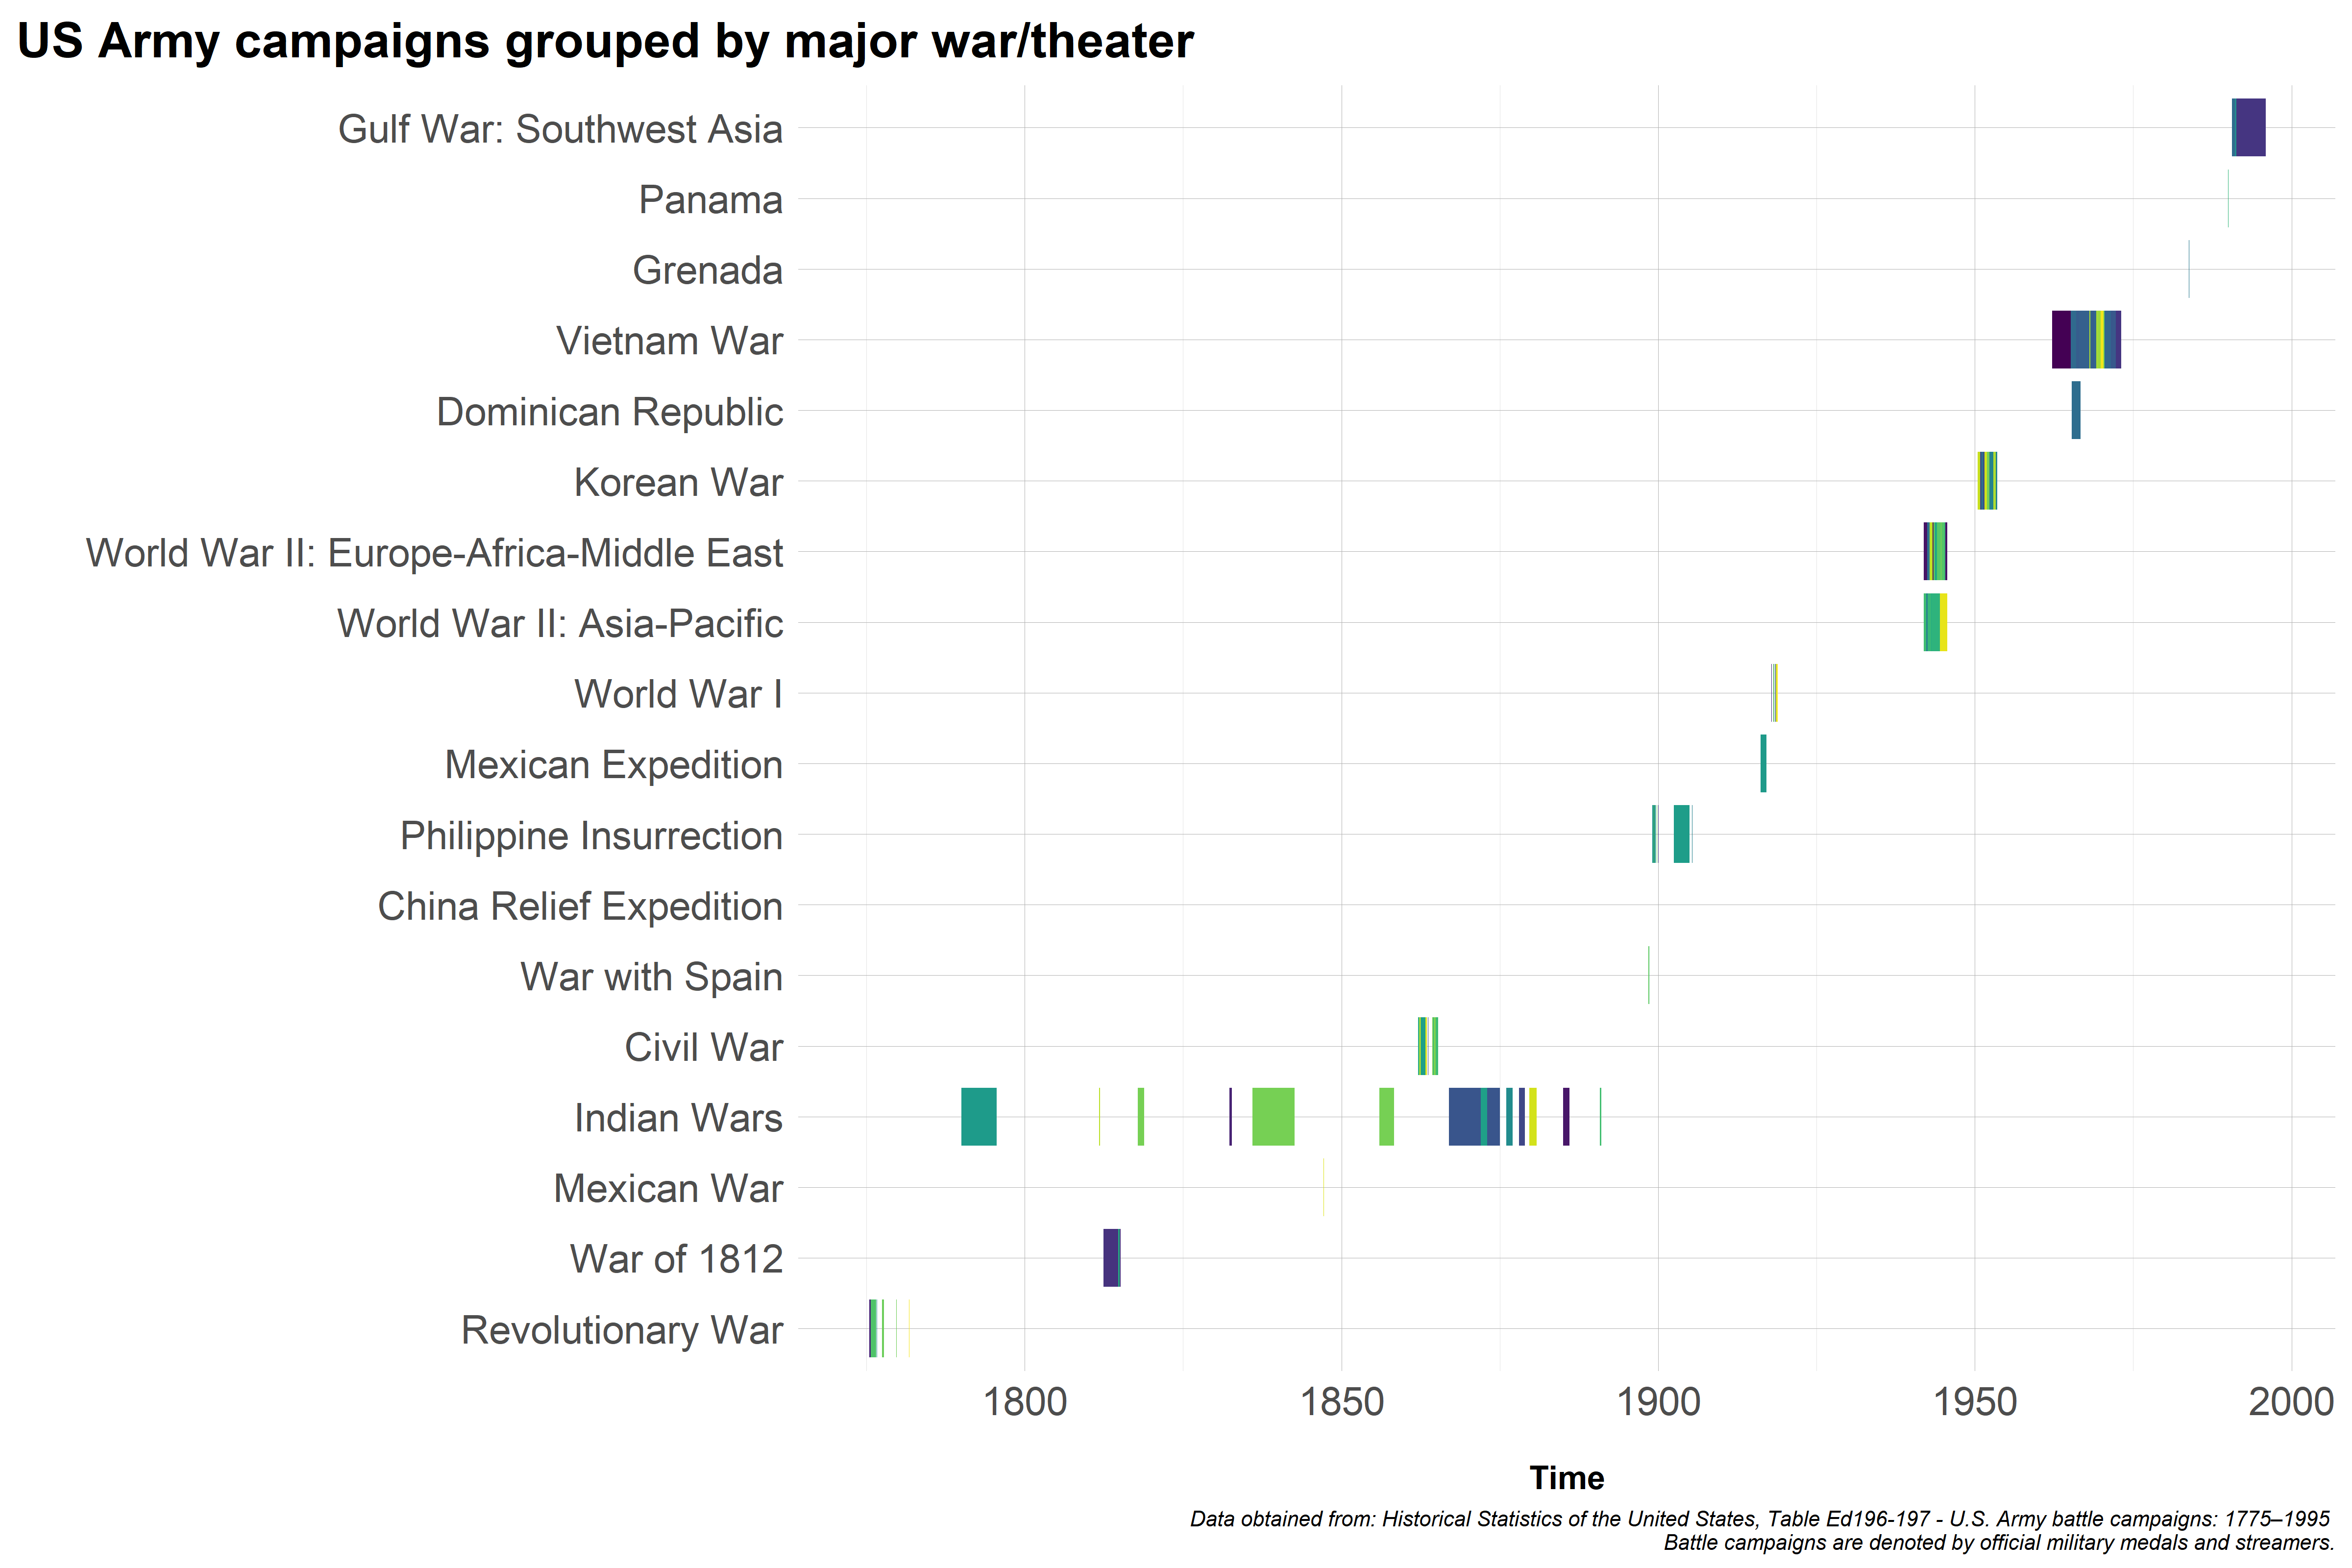 US Army campaigns grouped by major war/theater
Gulf War: Southwest Asia
Panama
Grenada
Vietnam War
Dominican Republic
Korean War
World War II: Europe-Africa-Middle East
World War II: Asia-Pacific
World War I
Mexican Expedition
Philippine Insurrection
China Relief Expedition
War with Spain
Civil War
Indian Wars
Mexican War
War of 1812
Revolutionary War
1800 1850 1900 1950 2000
Time
Data obtained from: Historical Statistics of the United States, Table Ed196-197 - U.S. Army battle campaigns: 1775–1995
Battle campaigns are denoted by official military medals and streamers.